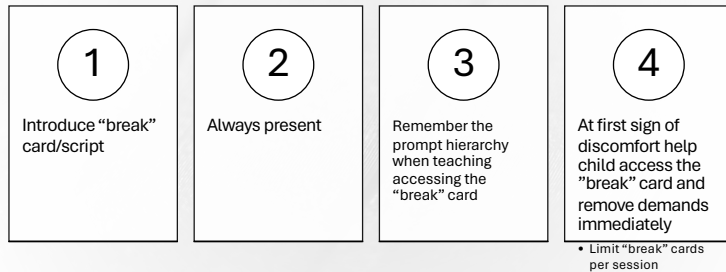 1
Introduce “break”
card/script
2
Always present
3
Remember the
prompt hierarchy
when teaching
accessing the
“break” card
4
At first sign of
discomfort help
child access the
”break” card and
remove demands
immediately
• Limit “break” cards
per session